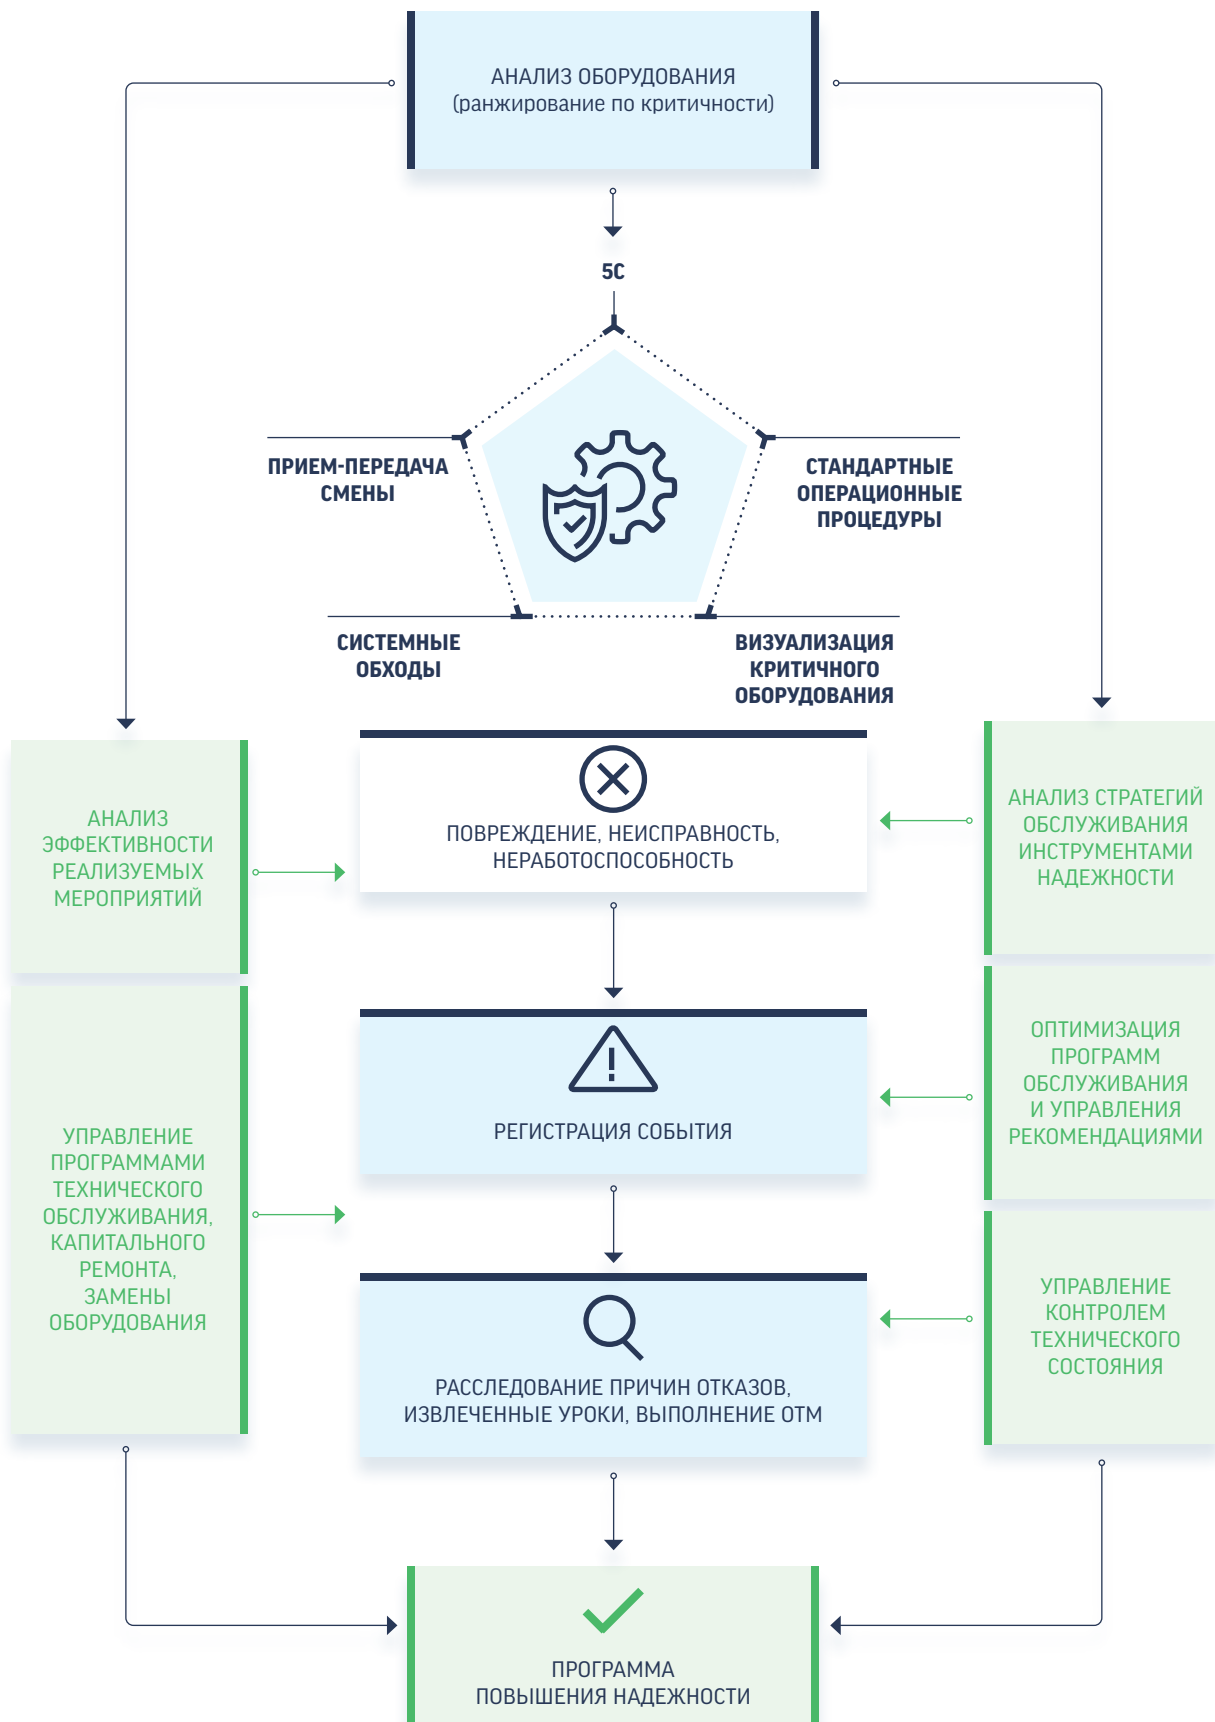 АНАЛИЗ ОБОРУДОВАНИЯ
(ранжирование по критичности)
5С
ПРИЕМ-ПЕРЕДАЧА
СМЕНЫ
СТАНДАРТНЫЕ
ОПЕРАЦИОННЫЕ
ПРОЦЕДУРЫ
СИСТЕМНЫЕ
ОБХОДЫ
ВИЗУАЛИЗАЦИЯ
КРИТИЧНОГО
ОБОРУДОВАНИЯ
АНАЛИЗ
ЭФФЕКТИВНОСТИ
РЕАЛИЗУЕМЫХ
МЕРОПРИЯТИЙ
ПОВРЕЖДЕНИЕ, НЕИСПРАВНОСТЬ,
НЕРАБОТОСПОСОБНОСТЬ
АНАЛИЗ СТРАТЕГИЙ
ОБСЛУЖИВАНИЯ
ИНСТРУМЕНТАМИ
НАДЕЖНОСТИ
УПРАВЛЕНИЕ
ПРОГРАММАМИ
ТЕХНИЧЕСКОГО
ОБСЛУЖИВАНИЯ,
КАПИТАЛЬНОГО
РЕМОНТА,
ЗАМЕНЫ
ОБОРУДОВАНИЯ
РЕГИСТРАЦИЯ СОБЫТИЯ
ОПТИМИЗАЦИЯ
ПРОГРАММ
ОБСЛУЖИВАНИЯ
И УПРАВЛЕНИЯ
РЕКОМЕНДАЦИЯМИ
РАССЛЕДОВАНИЕ ПРИЧИН ОТКАЗОВ,
ИЗВЛЕЧЕННЫЕ УРОКИ, ВЫПОЛНЕНИЕ ОТМ
УПРАВЛЕНИЕ
КОНТРОЛЕМ
ТЕХНИЧЕСКОГО
СОСТОЯНИЯ
ПРОГРАММА
ПОВЫШЕНИЯ НАДЕЖНОСТИ